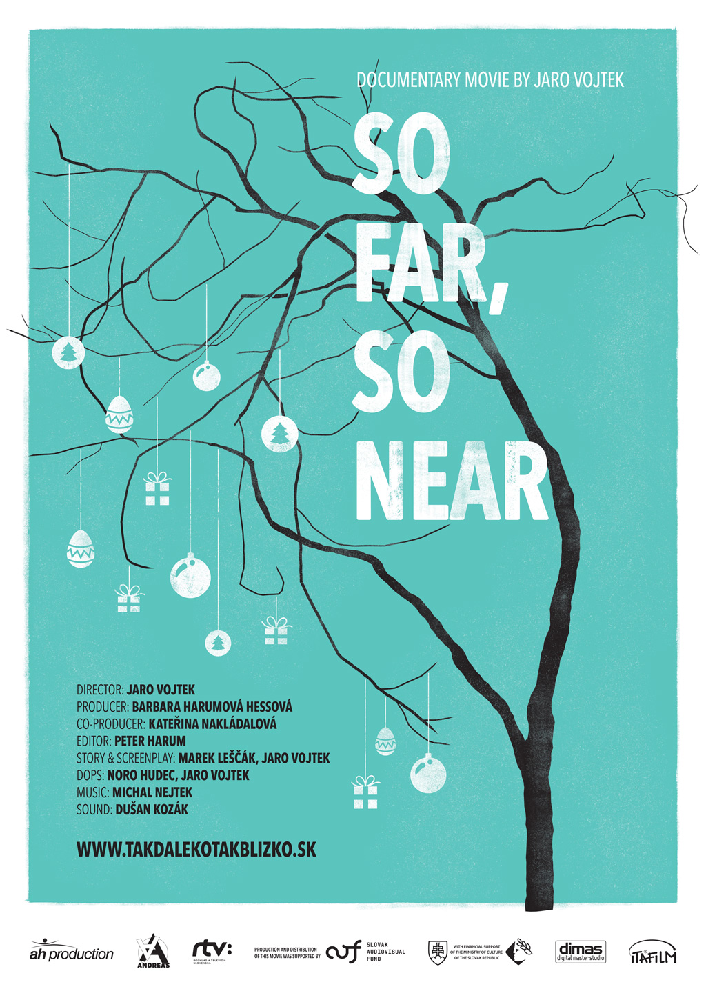 DOCUMENTARY MOVIE BY JARO VOJTEK
SO
FAR,
SO
NEAR
DIRECTOR: JARO VOJTEK
PRODUCER: BARBARA HARUMOVÁ HESSOVÁ
CO-PRODUCER: KATEŘINA NAKLÁDALOVÁ
EDITOR: PETER HARUM
STORY & SCREENPLAY: MAREK LEŠČÁK, JARO VOJTEK
DOPS: NORO HUDEC, JARO VOJTEK
MUSIC: MICHAL NEJTEK
SOUND: DUŠAN KOZÁK
WWW.TAKDALEKOTAKBLIZKO.SK
ah production
ANDREAS
rtv:
ROZHLAS A TELEVÍZIA
SLOVENSKA
PRODUCTION AND DISTRIBUTION
OF THIS MOVIE WAS SUPPORTED BY
avf
SLOVAK
AUDIOVISUAL
FUND
WITH FINANCIAL SUPPORT
OF THE MINISTRY OF CULTURE
OF THE SLOVAK REPUBLIC
dimas
digital master studio
iTAFiLM